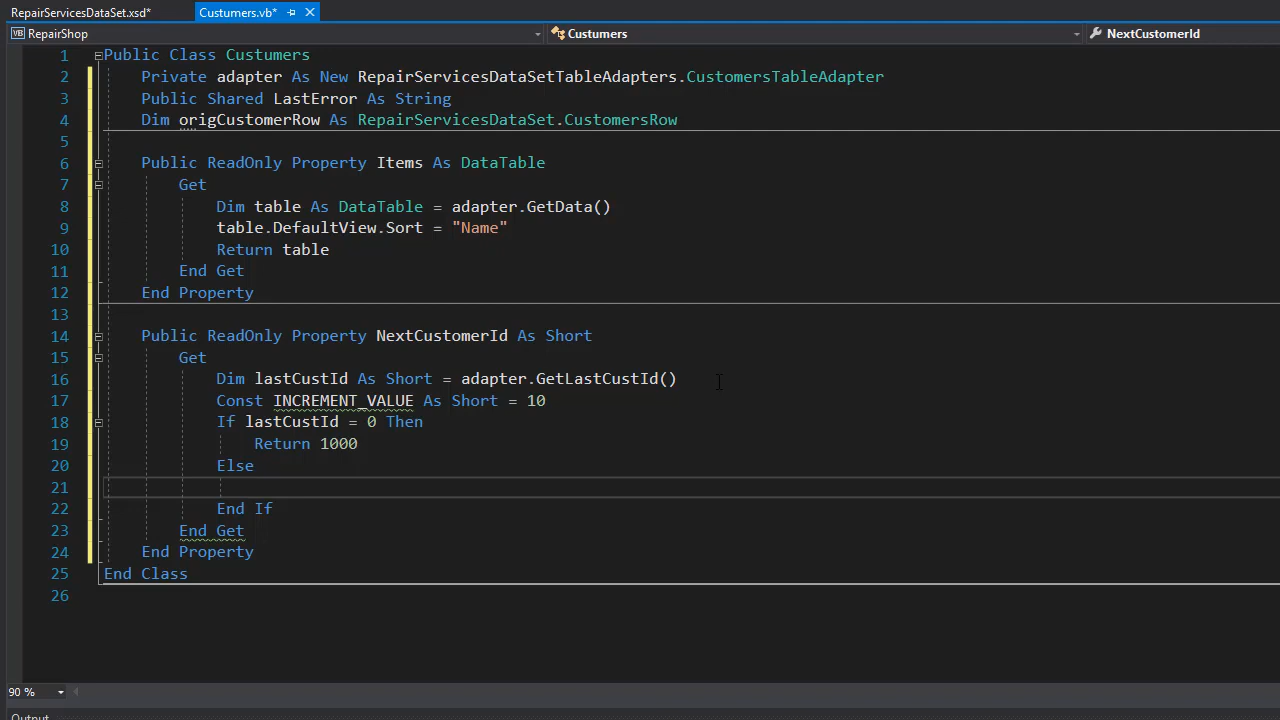 RepairServicesDataSet.xsd* Custumers.vb*
VB RepairShop Custumers NextCustomerId
1 Public Class Custumers
2 Private adapter As New RepairServicesDataSetTableAdapters.CustomersTableAdapter
3 Public Shared LastError As String
4 Dim origCustomerRow As RepairServicesDataSet.CustomersRow
5
6 Public ReadOnly Property Items As DataTable
7 Get
8 Dim table As DataTable = adapter.GetData()
9 table.DefaultView.Sort = "Name"
10 Return table
11 End Get
12 End Property
13
14 Public ReadOnly Property NextCustomerId As Short
15 Get
16 Dim lastCustId As Short = adapter.GetLastCustId()
17 Const INCREMENT_VALUE As Short = 10
18 If lastCustId = 0 Then
19 Return 1000
20 Else
21
22 End If
23 End Get
24 End Property
25 End Class
26
90 %
Output